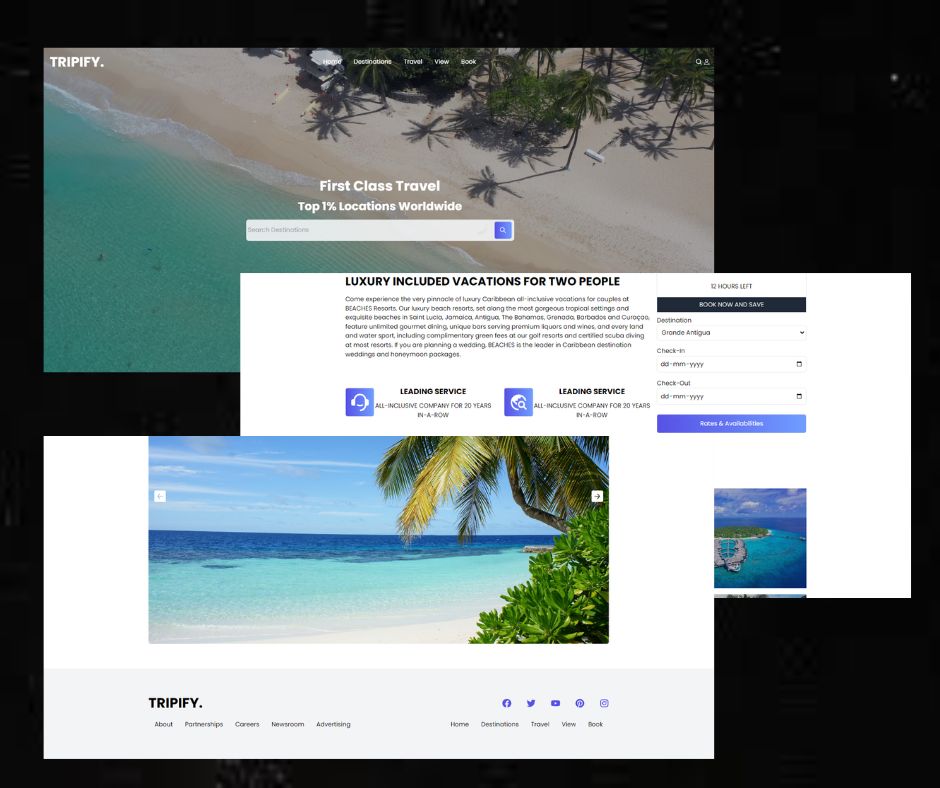 TRIPIFY.
Home Destinations Travel View Book
First Class Travel
Top 1% Locations Worldwide
Search Destinations
LUXURY INCLUDED VACATIONS FOR TWO PEOPLE
Come experience the very pinnacle of luxury Caribbean all-inclusive vacations for couples at
BEACHES Resorts. Our luxury beach resorts, set along the most gorgeous tropical settings and
exquisite beaches in Saint Lucia, Jamaica, Antigua, The Bahamas, Grenada, Barbados and Curaçao,
feature unlimited gourmet dining, unique bars serving premium liquors and wines, and every land
and water sport, including complimentary green fees at our golf resorts and certified scuba diving
at most resorts. If you are planning a wedding, BEACHES is the leader in Caribbean destination
weddings and honeymoon packages.
LEADING SERVICE
ALL-INCLUSIVE COMPANY FOR 20 YEARS
IN-A-ROW
LEADING SERVICE
ALL-INCLUSIVE COMPANY FOR 20 YEARS
IN-A-ROW
12 HOURS LEFT
BOOK NOW AND SAVE
Destination
Grande Antigua
Check-In
dd-mm-yyyy
Check-Out
dd-mm-yyyy
Rates & Availabilities
TRIPIFY.
About Partnerships Careers Newsroom Advertising
Home Destinations Travel View Book